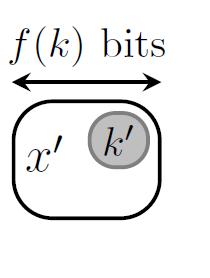 f(k) bits
x′ k′